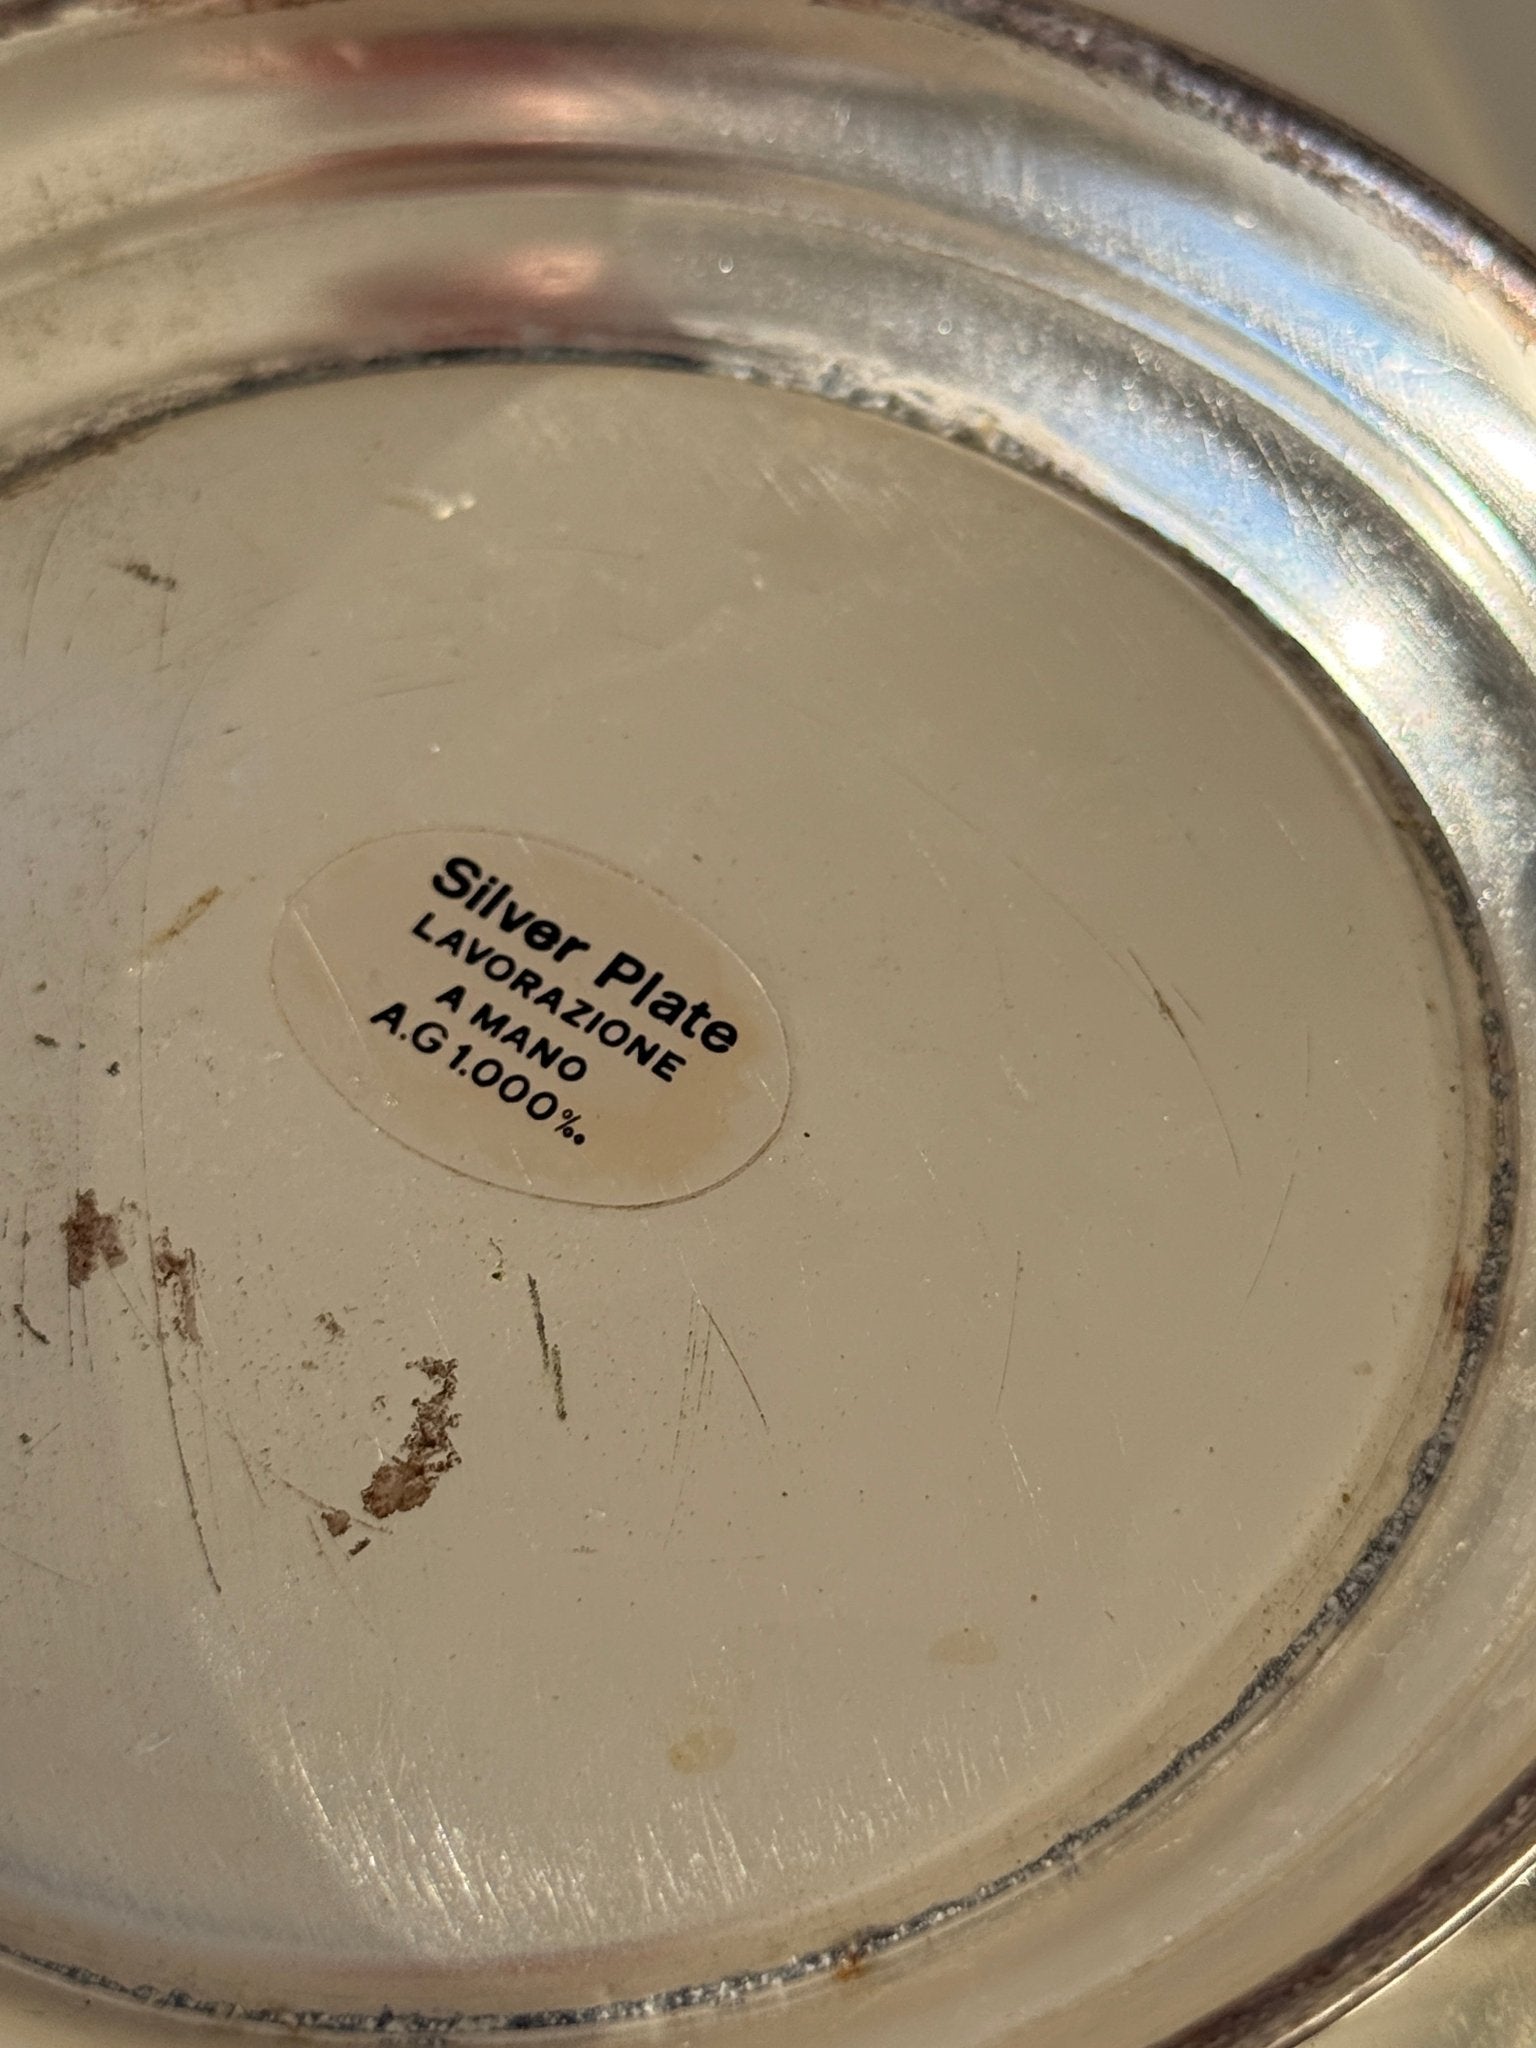 Silver Plate
LAVORAZIONE
A MANO
A.G 1.000‰